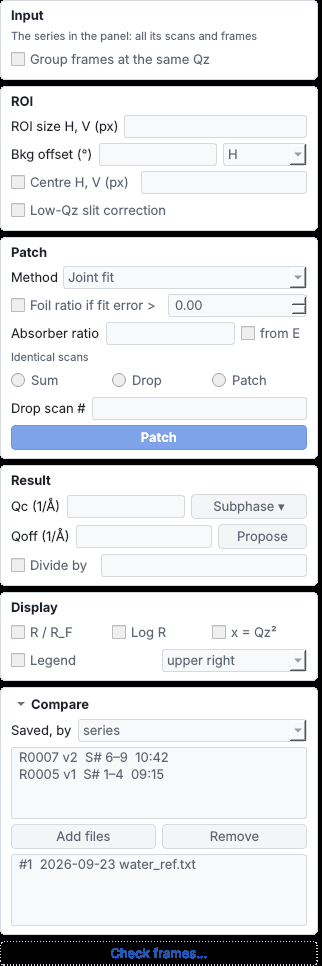 Input
The series in the panel: all its scans and frames
Group frames at the same Qz
ROI
ROI size H, V (px)
Bkg offset (°) H
Centre H, V (px)
Low-Qz slit correction
Patch
Method Joint fit
Foil ratio if fit error > 0.00
Absorber ratio from E
Identical scans
Sum Drop Patch
Drop scan #
Patch
Result
Qc (1/Å) Subphase ▾
Qoff (1/Å) Propose
Divide by
Display
R / R_F Log R x = Qz²
Legend upper right
Compare
Saved, by series
R0007 v2 S# 6–9 10:42
R0005 v1 S# 1–4 09:15
Add files Remove
#1 2026-09-23 water_ref.txt
Check frames...